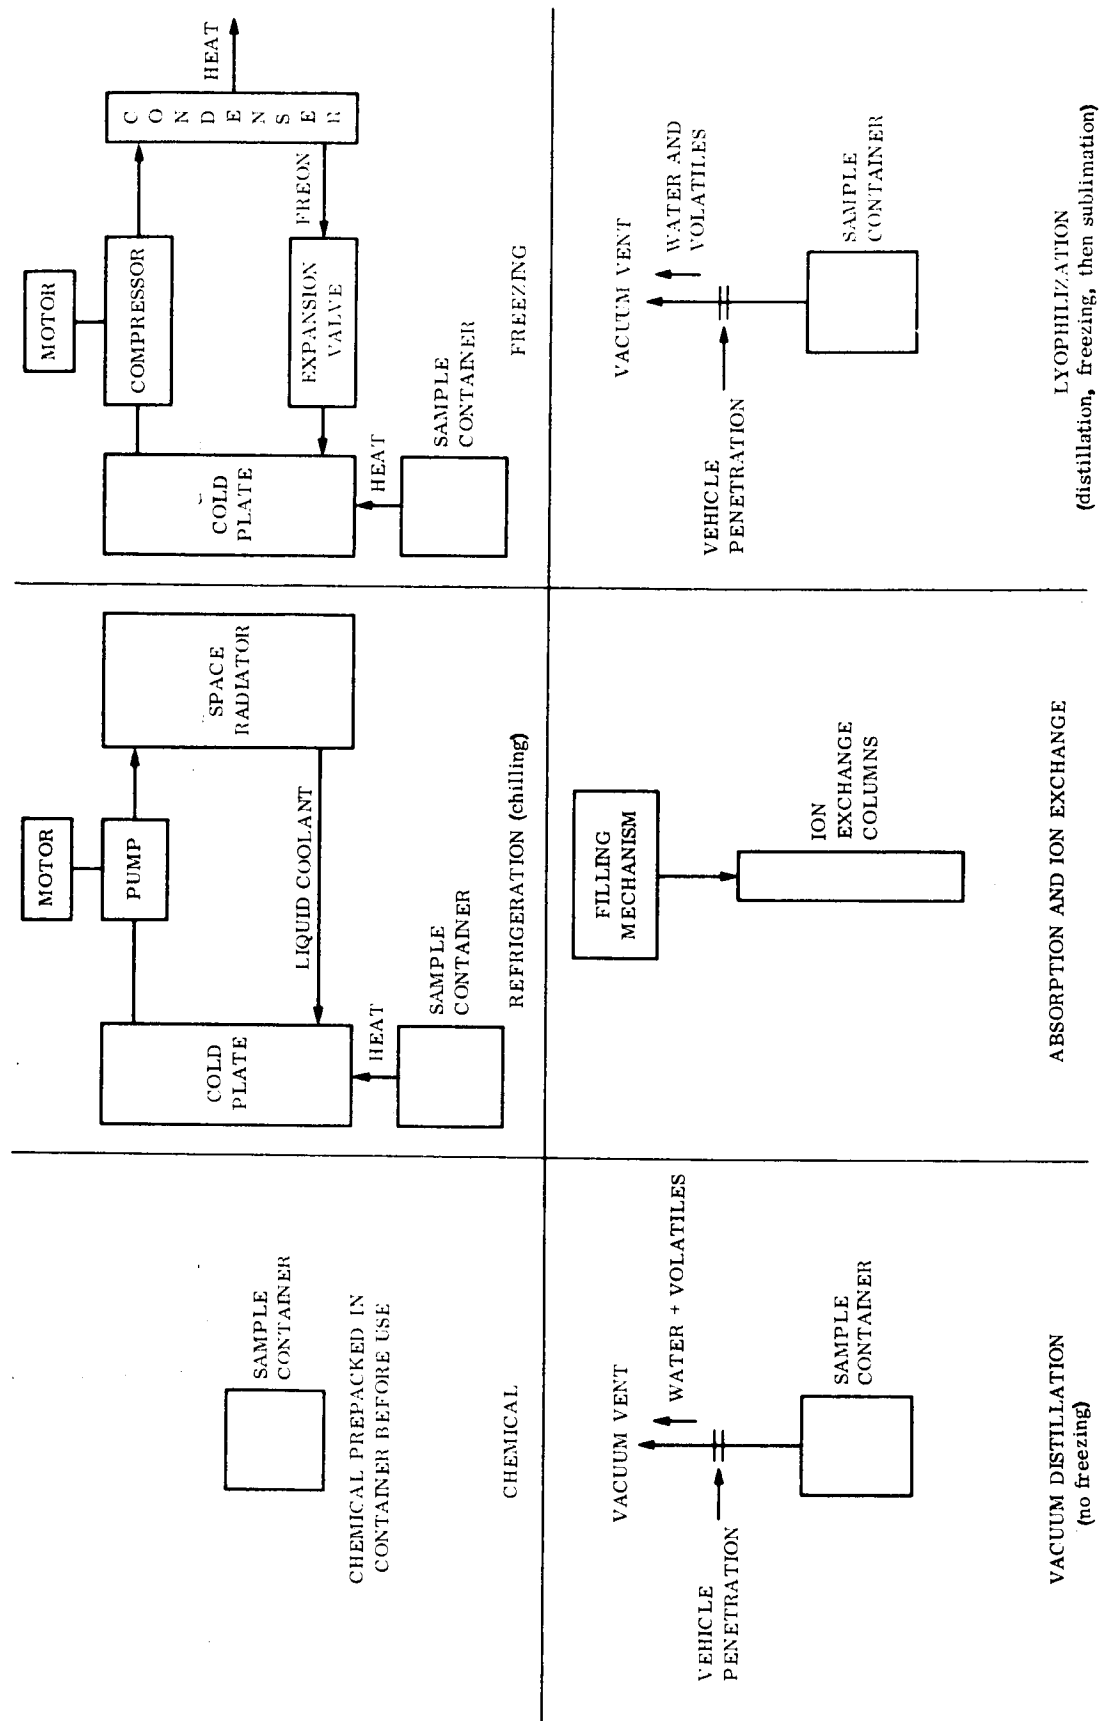 SAMPLE
CONTAINER
CHEMICAL PREPACKED IN
CONTAINER BEFORE USE
CHEMICAL
MOTOR
PUMP
COLD
PLATE
SPACE
RADIATOR
LIQUID COOLANT
HEAT
SAMPLE
CONTAINER
REFRIGERATION (chilling)
MOTOR
COMPRESSOR
COLD
PLATE
CONDENNSER
HEAT
FREON
EXPANSION
VALVE
HEAT
SAMPLE
CONTAINER
FREEZING
VACUUM VENT
WATER + VOLATILES
VEHICLE
PENETRATION
SAMPLE
CONTAINER
VACUUM DISTILLATION
(no freezing)
FILLING
MECHANISM
ION
EXCHANGE
COLUMNS
ABSORPTION AND ION EXCHANGE
VACUUM VENT
WATER AND
VOLATILES
VEHICLE
PENETRATION
SAMPLE
CONTAINER
LYOPHILIZATION
(distillation, freezing, then sublimation)